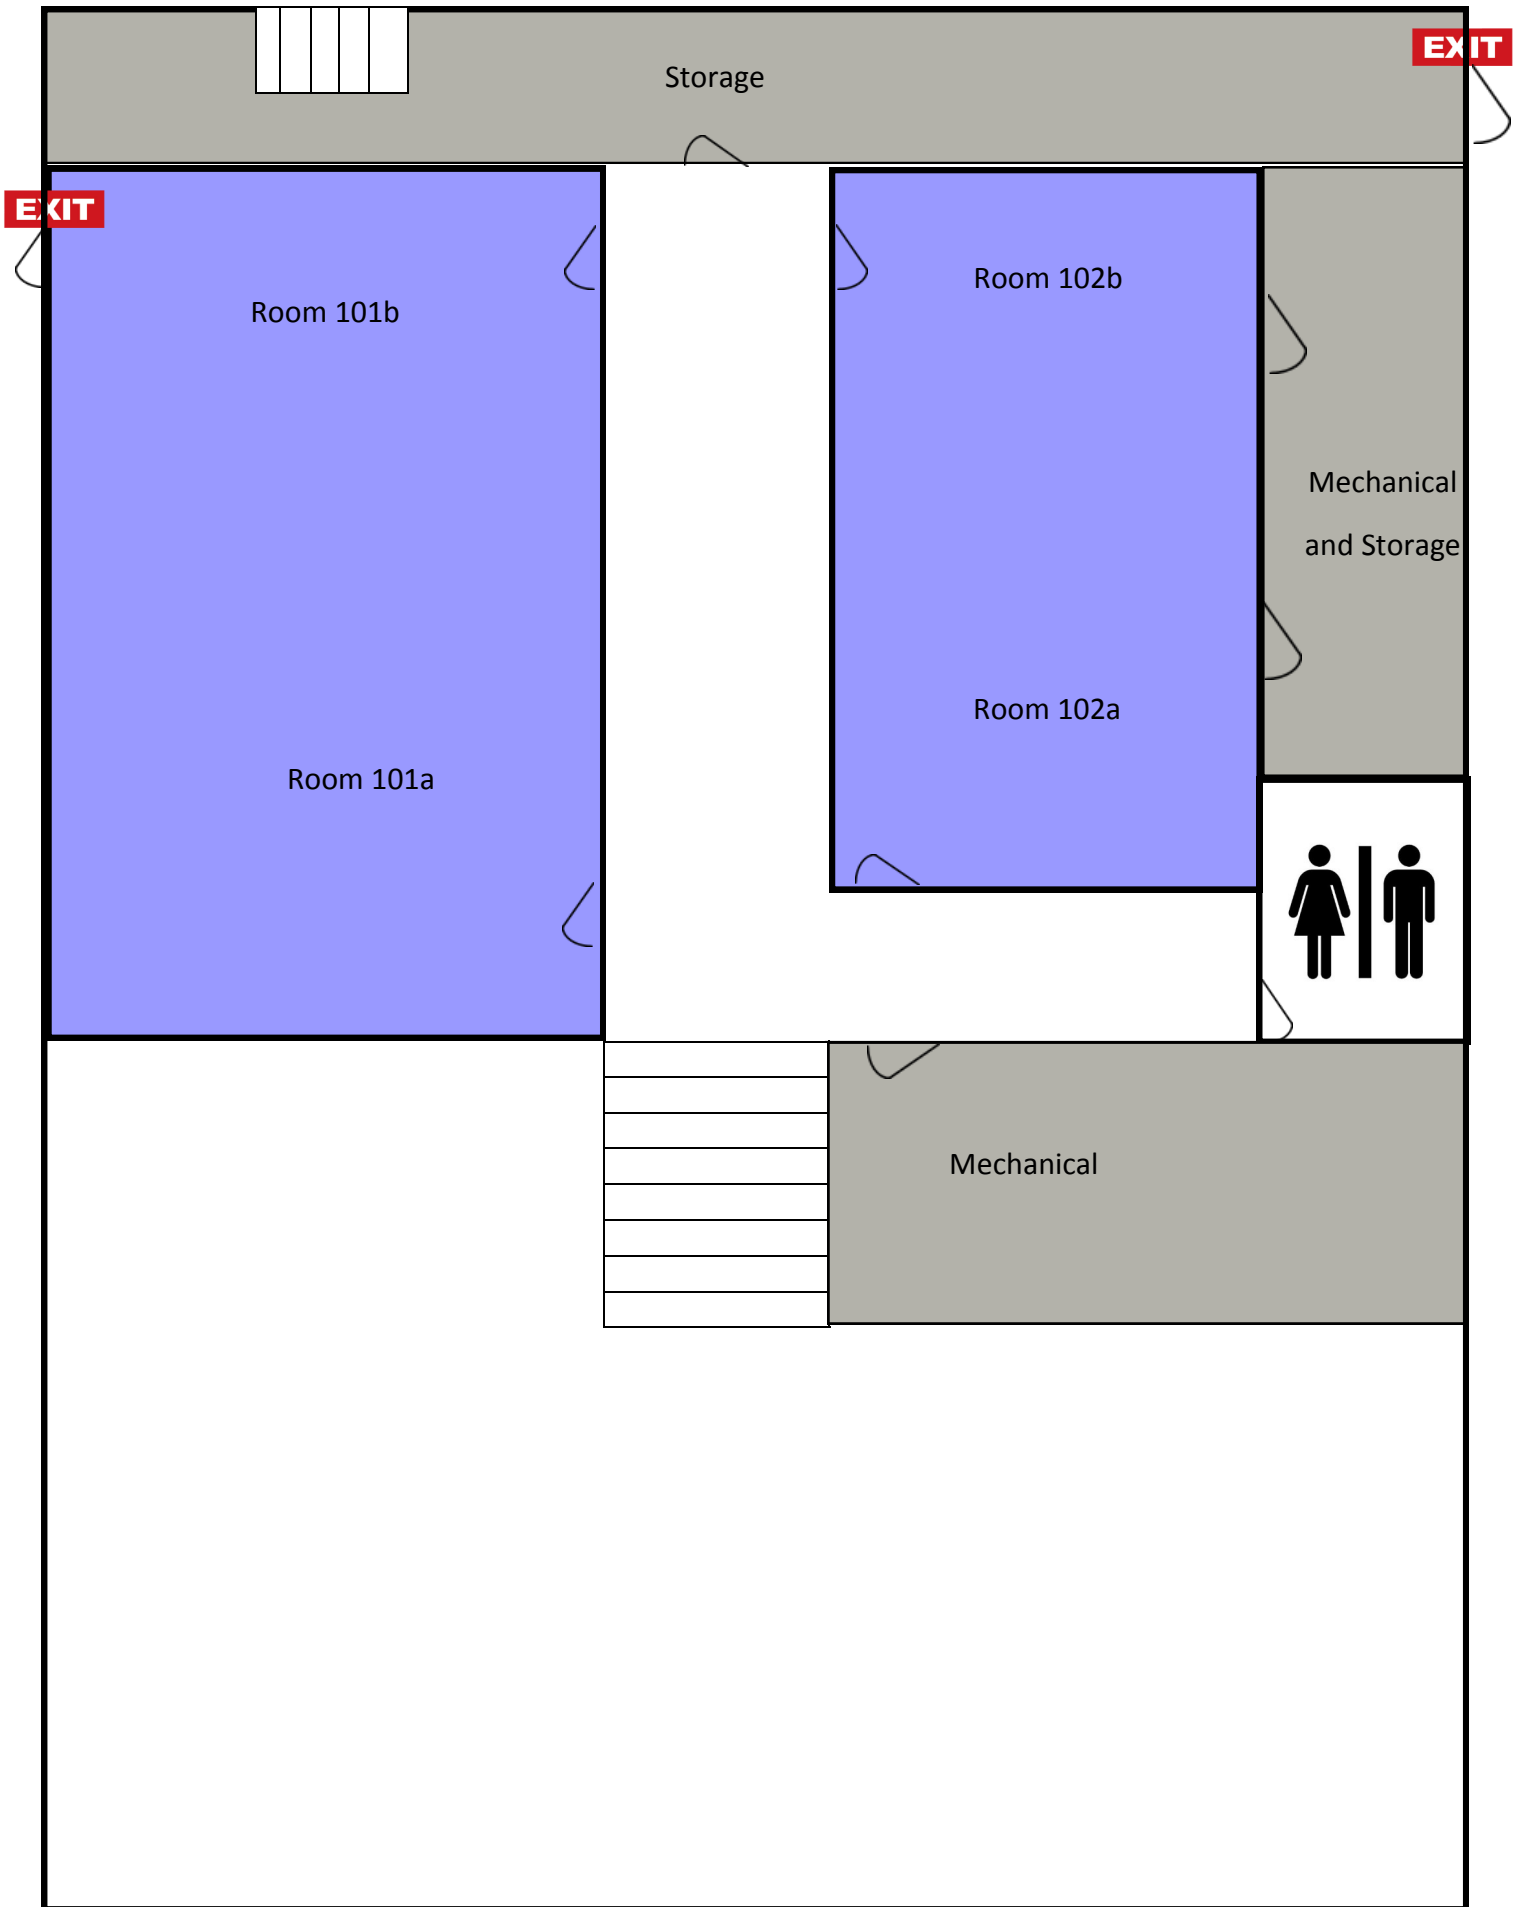 Storage
EXIT
EXIT
Room 101b
Room 102b
Mechanical
and Storage
Room 102a
Room 101a
Mechanical